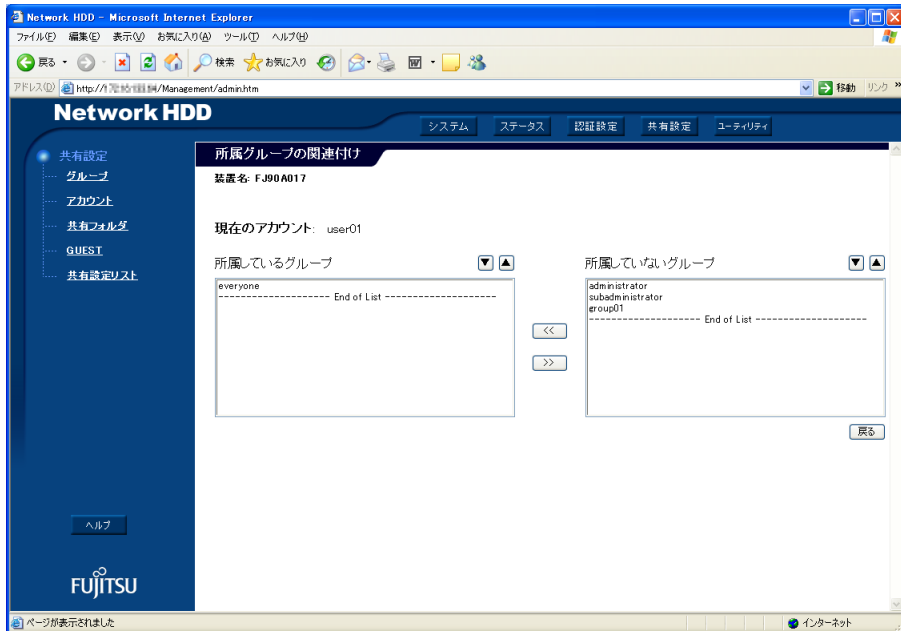 Network HDD - Microsoft Internet Explorer
ファイル(F) 編集(E) 表示(V) お気に入り(A) ツール(T) ヘルプ(H)
戻る 検索 お気に入り
アドレス(D) /Management/admin.htm 移動 リンク »
Network HDD
システム ステータス 認証設定 共有設定 ユーティリティ
共有設定
グループ
アカウント
共有フォルダ
GUEST
共有設定リスト
所属グループの関連付け
装置名: FJ90A017
現在のアカウント: user01
所属しているグループ ▼ ▲
everyone
-------------------- End of List --------------------
<<
>>
所属していないグループ ▼ ▲
administrator
subadministrator
group01
-------------------- End of List --------------------
戻る
ヘルプ
FUJITSU
ページが表示されました インターネット